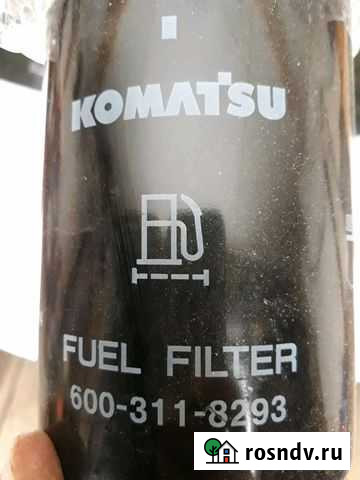 KOMATSU
FUEL FILTER
600-311-8293
rosndv.ru